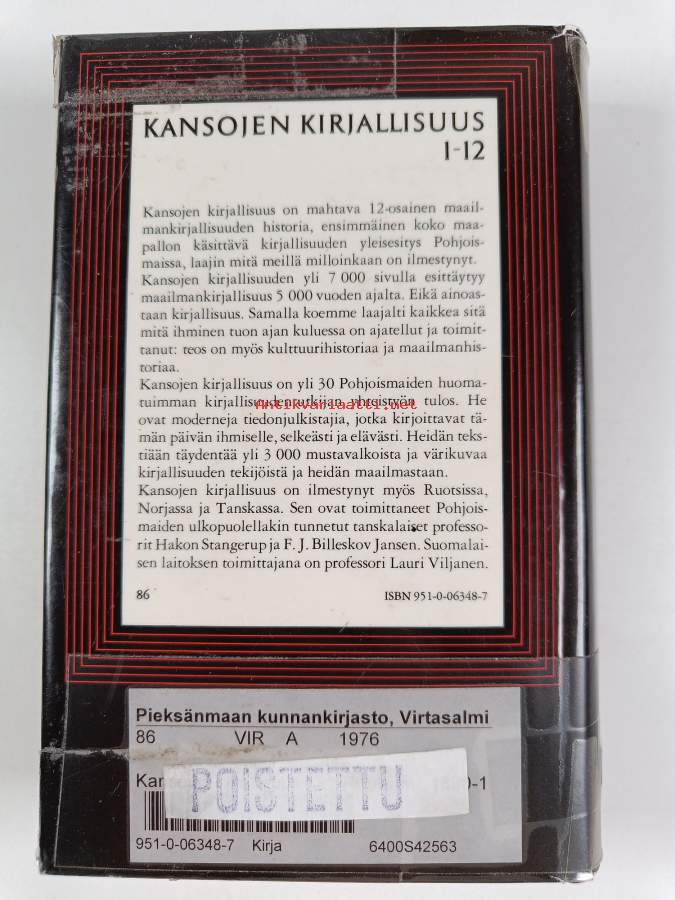 KANSOJEN KIRJALLISUUS
1-12
Kansojen kirjallisuus on mahtava 12-osainen maail-
mankirjallisuuden historia, ensimmäinen koko maa-
pallon käsittävä kirjallisuuden yleisesitys Pohjois-
maissa, laajin mitä meillä milloinkaan on ilmestynyt.
Kansojen kirjallisuuden yli 7 000 sivulla esittäytyy
maailmankirjallisuus 5 000 vuoden ajalta. Eikä ainoas-
taan kirjallisuus. Samalla koemme laajalti kaikkea sitä
mitä ihminen tuon ajan kuluessa on ajatellut ja toimit-
tanut: teos on myös kulttuurihistoriaa ja maailmanhis-
toriaa.
Kansojen kirjallisuus on yli 30 Pohjoismaiden huoma-
tuimman kirjallisuudentutkijan yhteistyön tulos. He
Antikvariaatti.net
ovat moderneja tiedonjulkistajia, jotka kirjoittavat tä-
män päivän ihmiselle, selkeästi ja elävästi. Heidän teks-
tiään täydentää yli 3 000 mustavalkoista ja värikuvaa
kirjallisuuden tekijöistä ja heidän maailmastaan.
Kansojen kirjallisuus on ilmestynyt myös Ruotsissa,
Norjassa ja Tanskassa. Sen ovat toimittaneet Pohjois-
maiden ulkopuolellakin tunnetut tanskalaiset professo-
rit Hakon Stangerup ja F. J. Billeskov Jansen. Suomalai-
sen laitoksen toimittajana on professori Lauri Viljanen.
86 ISBN 951-0-06348-7
Pieksänmaan kunnankirjasto, Virtasalmi
86 VIR A 1976
POISTETTU
951-0-06348-7 Kirja 6400S42563